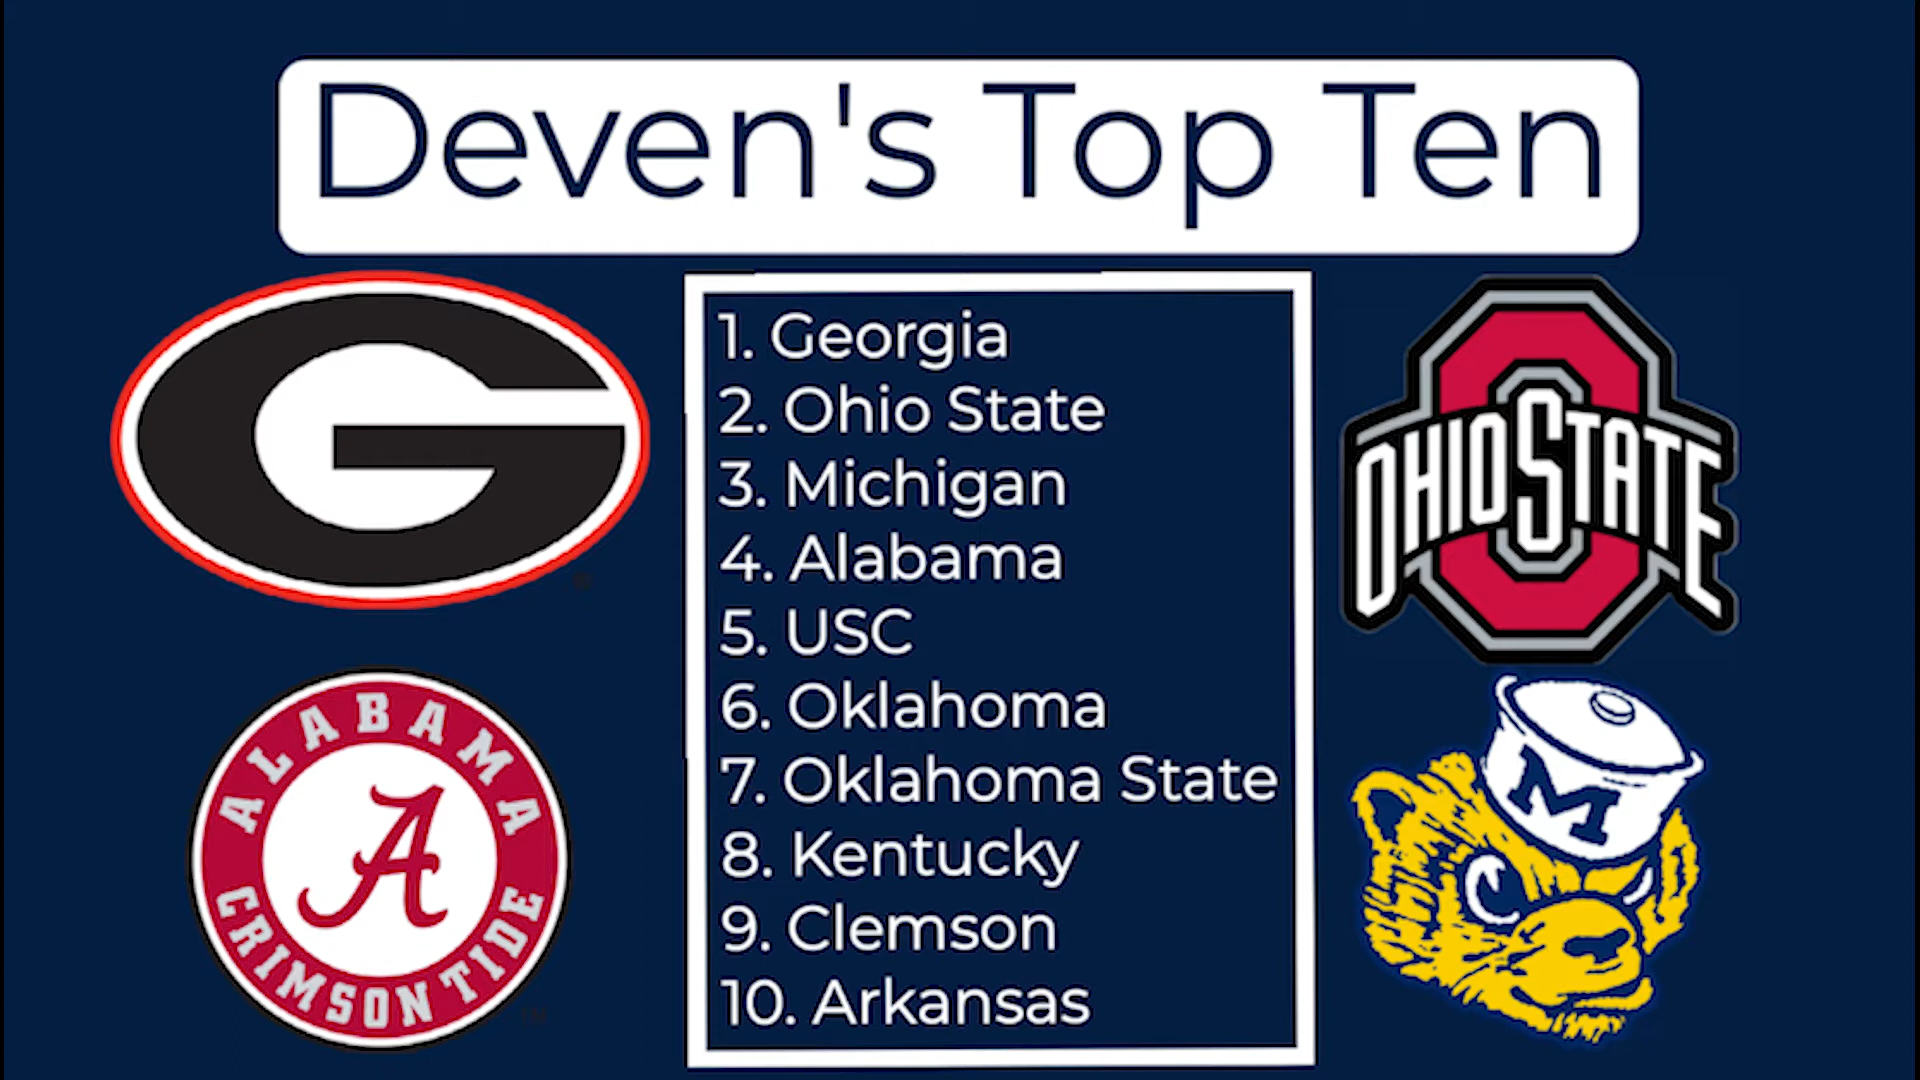 Deven's Top Ten
1. Georgia
2. Ohio State
3. Michigan
4. Alabama
5. USC
6. Oklahoma
7. Oklahoma State
8. Kentucky
9. Clemson
10. Arkansas
G
OHIO STATE
ALABAMA
A
CRIMSON TIDE
TM
M